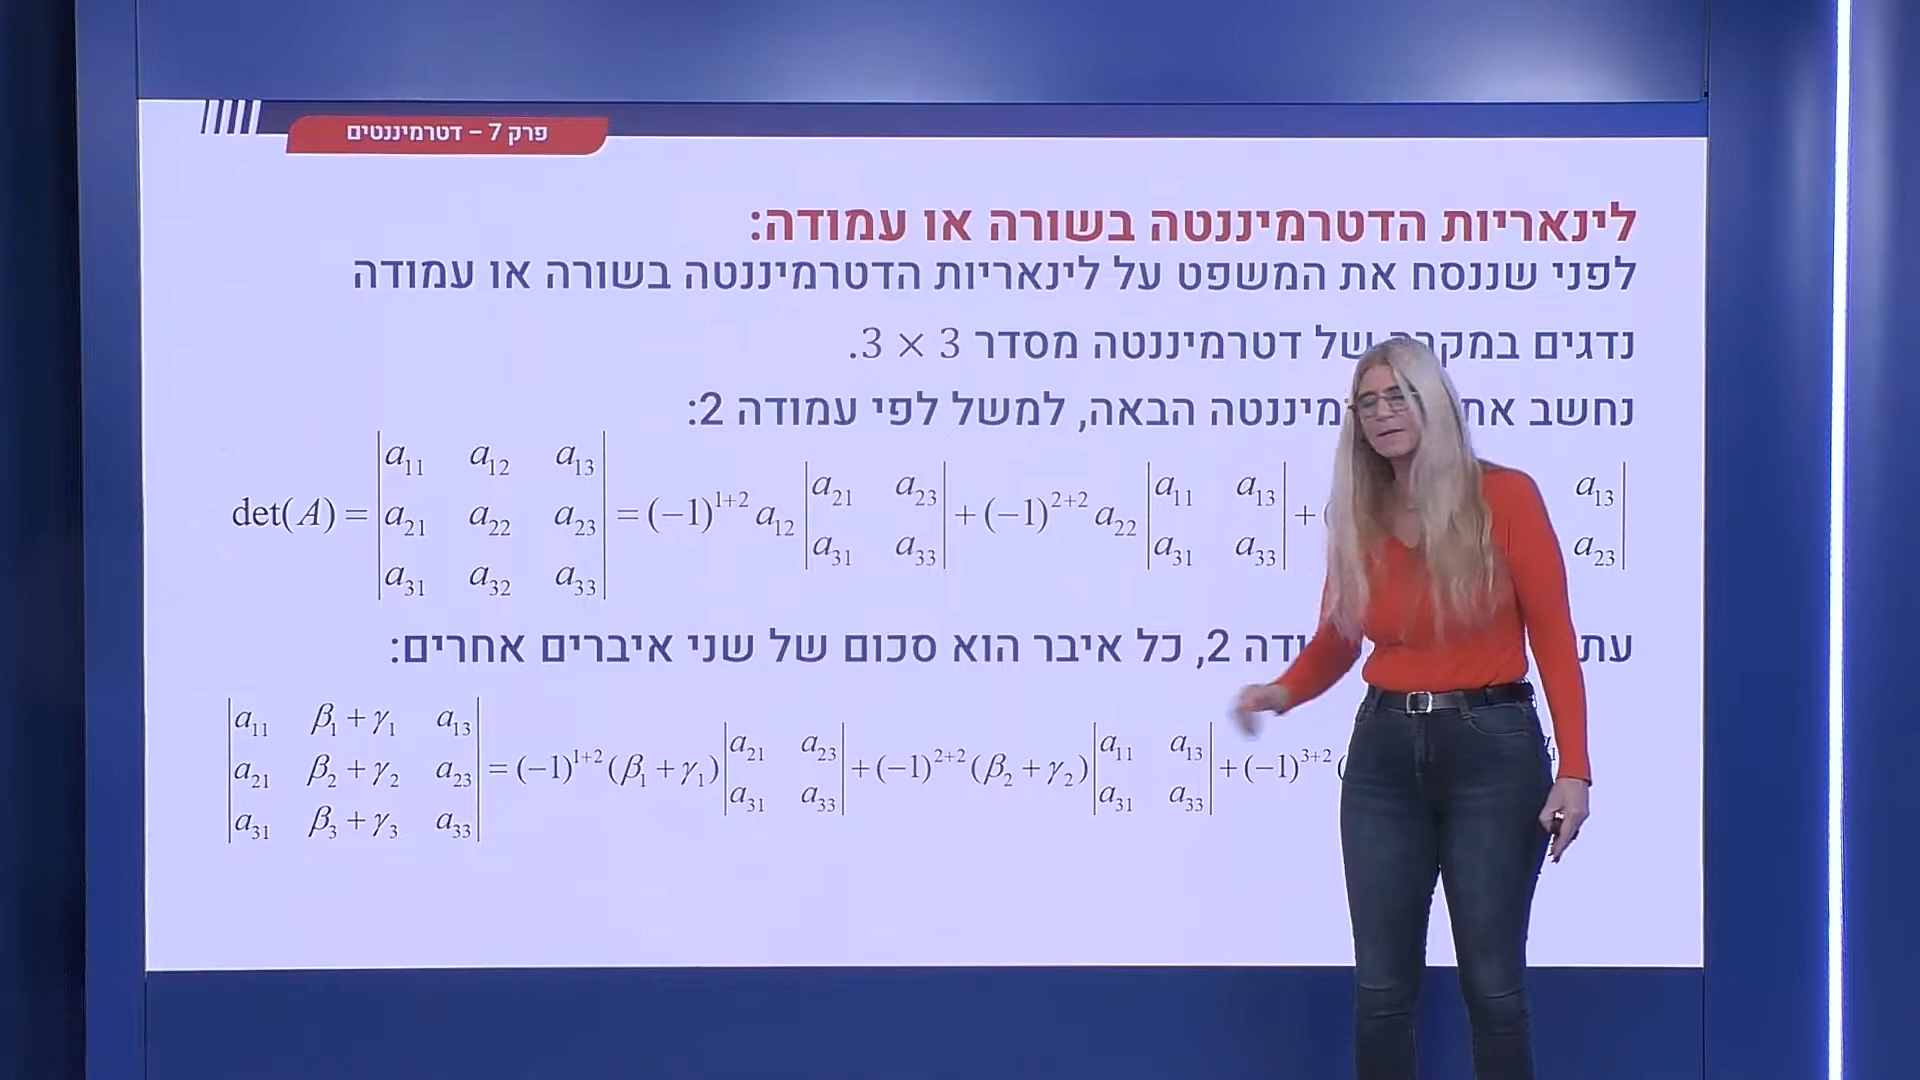 פרק 7 – דטרמיננטים
לינאריות הדטרמיננטה בשורה או עמודה:
לפני שננסח את המשפט על לינאריות הדטרמיננטה בשורה או עמודה
נדגים במקרה של דטרמיננטה מסדר 3 × 3.
נחשב את הבאה, למשל לפי עמודה 2:
det(A) = |a₁₁ a₁₂ a₁₃| = (−1)¹⁺² a₁₂ |a₂₁ a₂₃| + (−1)²⁺² a₂₂ |a₁₁ a₁₃| + ( a₁₃|
|a₂₁ a₂₂ a₂₃| |a₃₁ a₃₃| |a₃₁ a₃₃| a₂₃|
|a₃₁ a₃₂ a₃₃|
2, כל איבר הוא סכום של שני איברים אחרים:
|a₁₁ β₁ + γ₁ a₁₃| = (−1)¹⁺² (β₁ + γ₁) |a₂₁ a₂₃| + (−1)²⁺² (β₂ + γ₂) |a₁₁ a₁₃| + (−1)³⁺² (
|a₂₁ β₂ + γ₂ a₂₃| |a₃₁ a₃₃| |a₃₁ a₃₃|
|a₃₁ β₃ + γ₃ a₃₃|